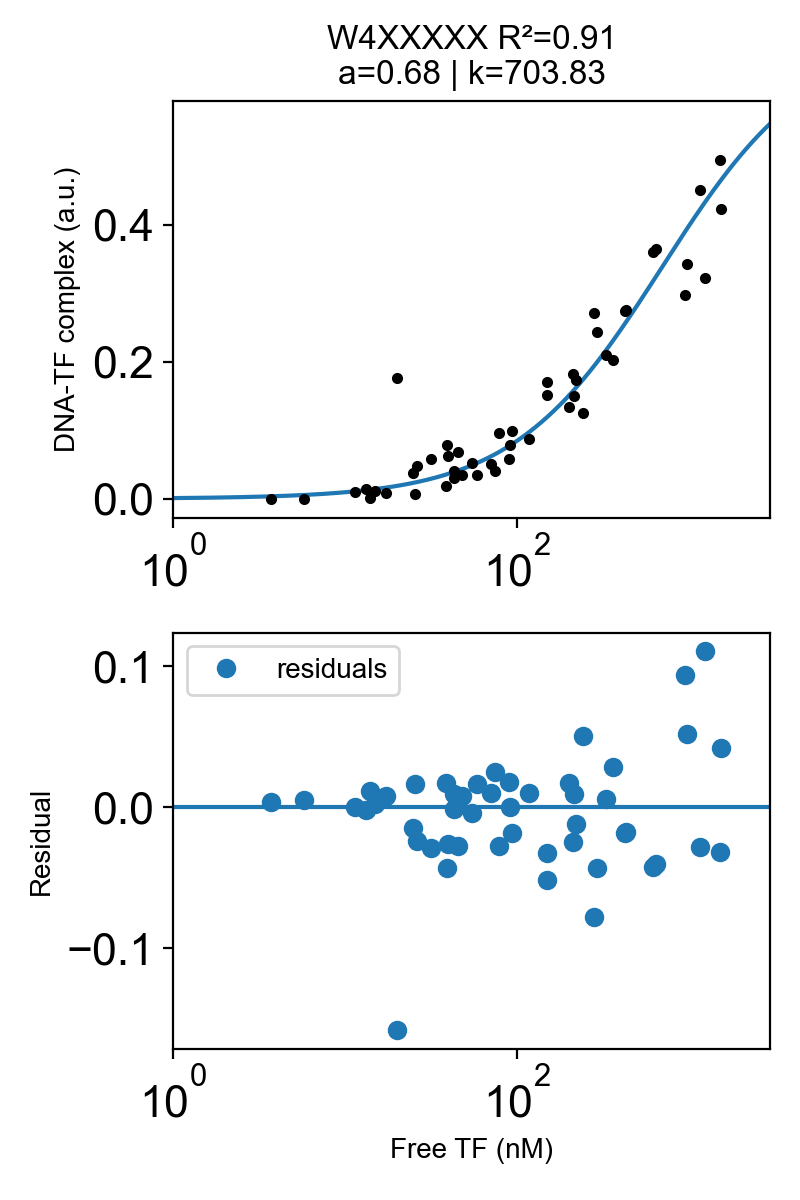 W4XXXXX R²=0.91
a=0.68 | k=703.83
DNA-TF complex (a.u.)
0.4
0.2
0.0
10^0
10^2
residuals
Residual
0.1
0.0
−0.1
10^0
10^2
Free TF (nM)